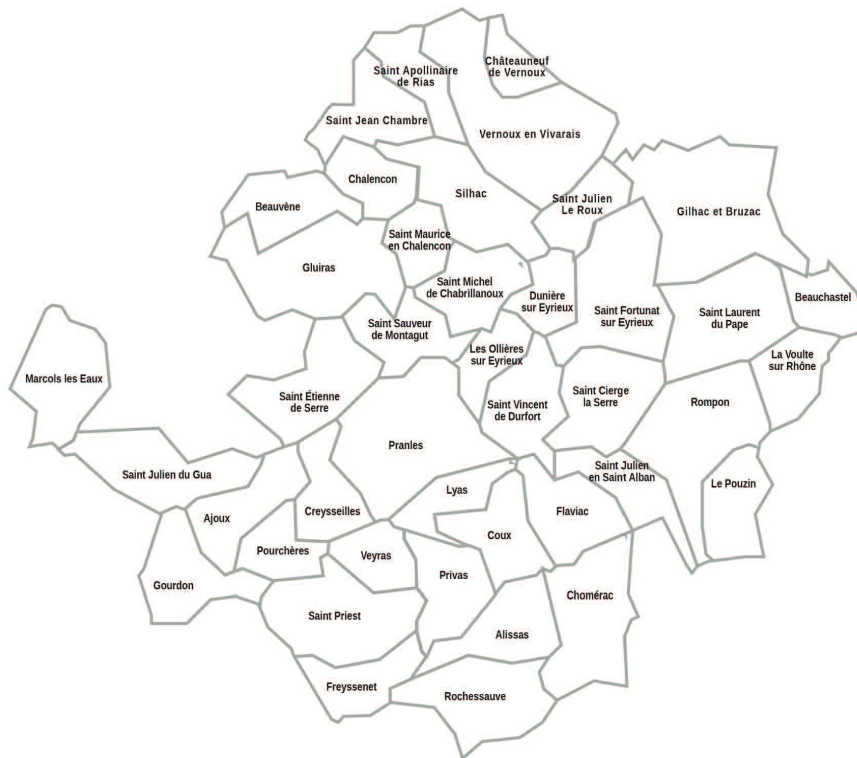 Châteauneuf
de Vernoux
Saint Apollinaire
de Rias
Saint Jean Chambre
Vernoux en Vivarais
Chalencon
Silhac
Beauvène
Saint Julien
Le Roux
Gilhac et Bruzac
Saint Maurice
en Chalencon
Gluiras
Saint Michel
de Chabrillanoux
Dunière
sur Eyrieux
Beauchastel
Saint Fortunat
sur Eyrieux
Saint Laurent
du Pape
Saint Sauveur
de Montagut
Les Ollières
sur Eyrieux
La Voulte
sur Rhône
Marcols les Eaux
Saint Étienne
de Serre
Saint Cierge
la Serre
Rompon
Saint Vincent
de Durfort
Pranles
Saint Julien du Gua
Saint Julien
en Saint Alban
Le Pouzin
Lyas
Creysseilles
Flaviac
Ajoux
Coux
Pourchères
Veyras
Privas
Gourdon
Chomérac
Saint Priest
Alissas
Freyssenet
Rochessauve